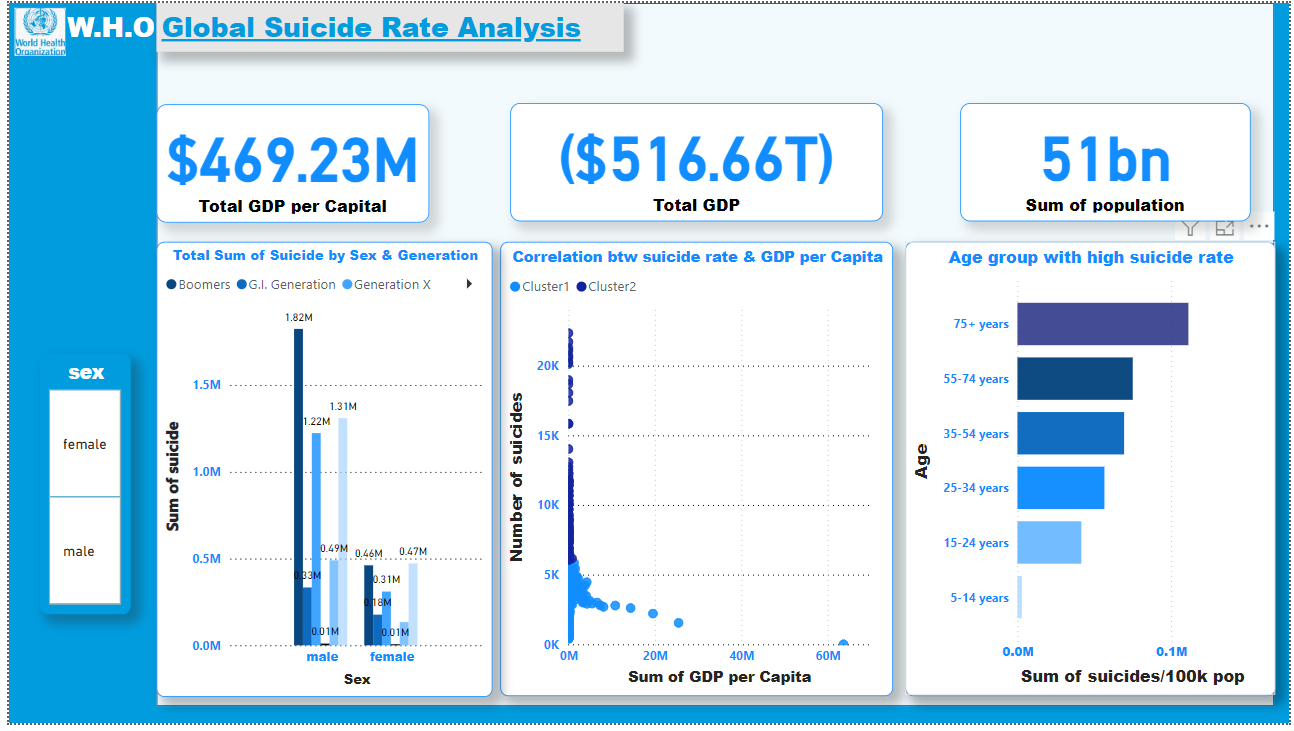 W.H.O
Global Suicide Rate Analysis
World Health
Organization
$469.23M
Total GDP per Capital
($516.66T)
Total GDP
51bn
Sum of population
sex
female
male
Total Sum of Suicide by Sex & Generation
Boomers G.I. Generation Generation X
Sum of suicide
1.5M
1.0M
0.5M
0.0M
1.82M
0.33M
1.22M
0.01M
0.49M
1.31M
0.46M
0.18M
0.31M
0.01M
0.47M
male female
Sex
Correlation btw suicide rate & GDP per Capita
Cluster1 Cluster2
Number of suicides
20K
15K
10K
5K
0K
0M 20M 40M 60M
Sum of GDP per Capita
Age group with high suicide rate
Age
75+ years
55-74 years
35-54 years
25-34 years
15-24 years
5-14 years
0.0M 0.1M
Sum of suicides/100k pop